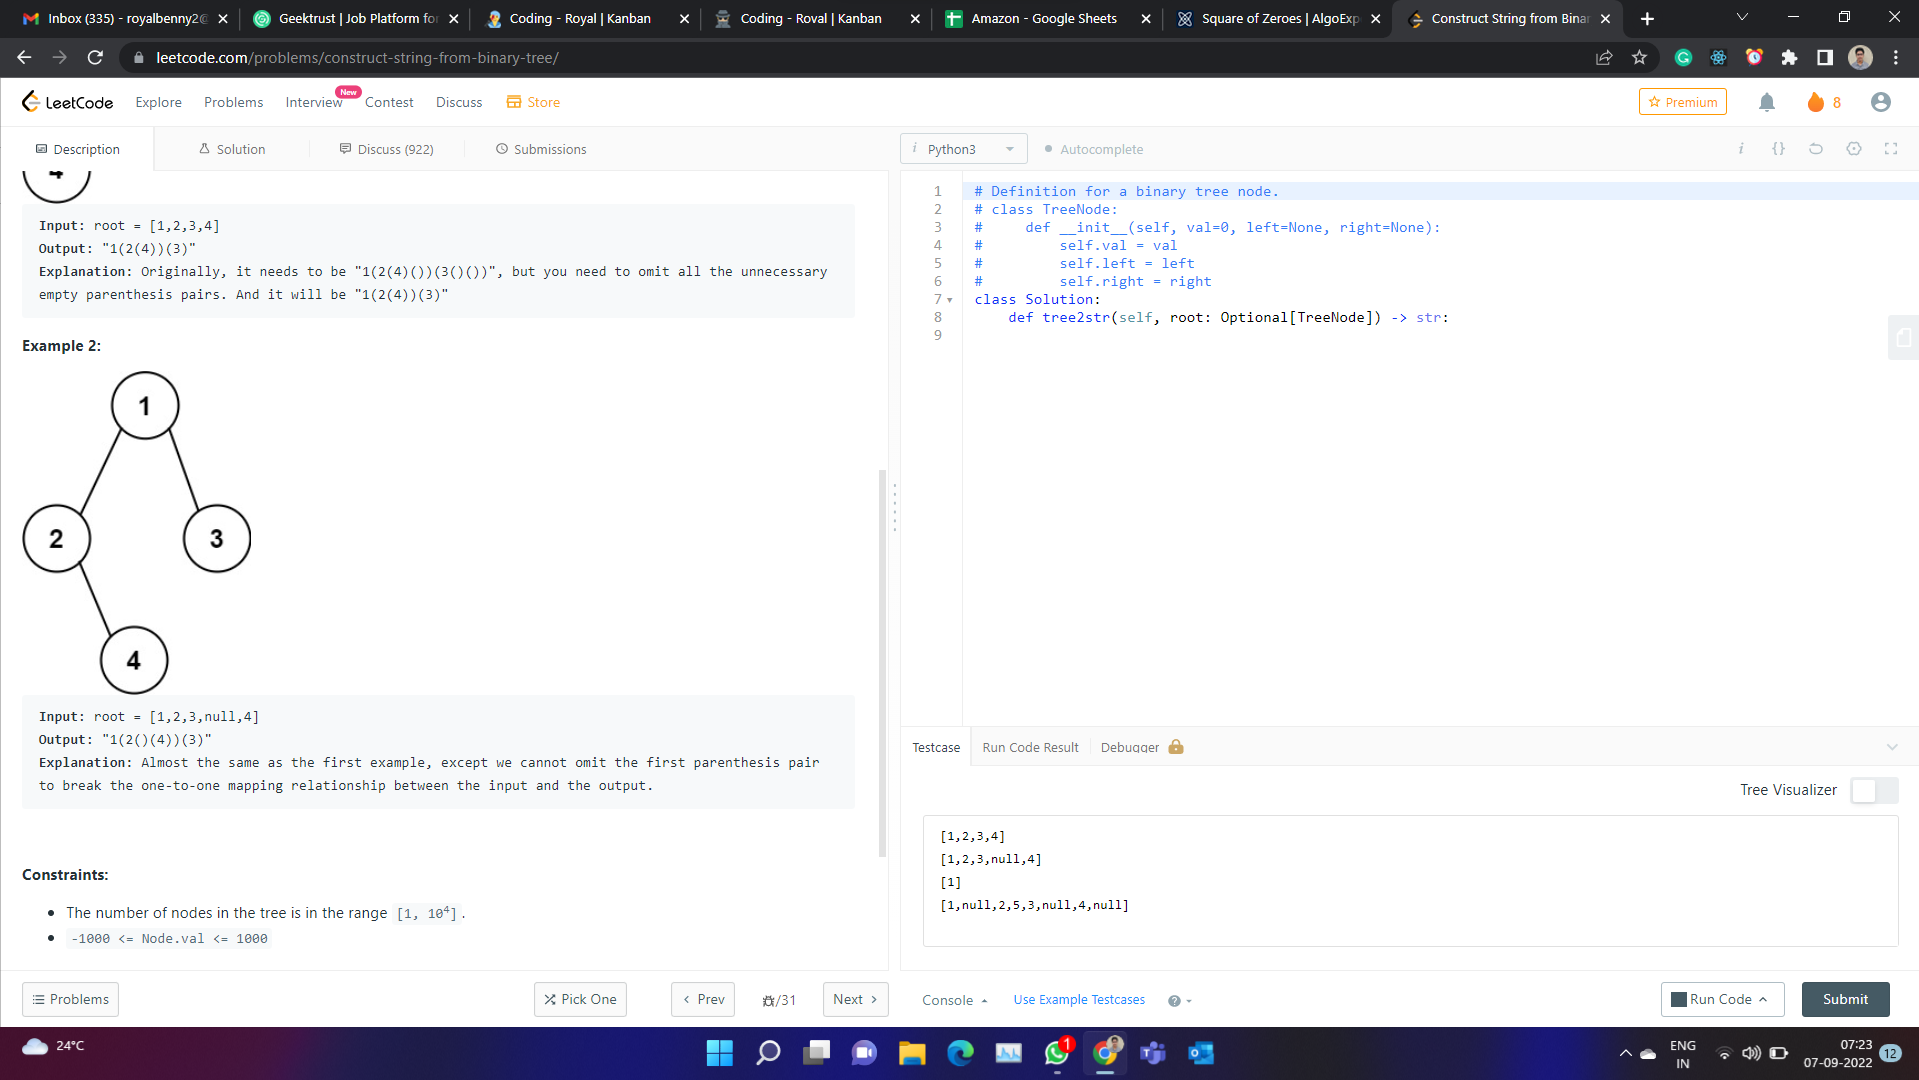 Inbox (335) - royalbenny2@
Geektrust | Job Platform for
Coding - Royal | Kanban
Coding - Royal | Kanban
Amazon - Google Sheets
Square of Zeroes | AlgoExp
Construct String from Binar
leetcode.com/problems/construct-string-from-binary-tree/
LeetCode
Explore
Problems
Interview
New
Contest
Discuss
Store
Premium
8
Description
Solution
Discuss (922)
Submissions
i Python3
Autocomplete
4
Input: root = [1,2,3,4]
Output: "1(2(4))(3)"
Explanation: Originally, it needs to be "1(2(4)())(3()())", but you need to omit all the unnecessary
empty parenthesis pairs. And it will be "1(2(4))(3)"
Example 2:
1
2
3
4
Input: root = [1,2,3,null,4]
Output: "1(2()(4))(3)"
Explanation: Almost the same as the first example, except we cannot omit the first parenthesis pair
to break the one-to-one mapping relationship between the input and the output.
Constraints:
• The number of nodes in the tree is in the range [1, 10⁴].
• -1000 <= Node.val <= 1000
Problems
Pick One
‹ Prev
/31
Next ›
1 # Definition for a binary tree node.
2 # class TreeNode:
3 #     def __init__(self, val=0, left=None, right=None):
4 #         self.val = val
5 #         self.left = left
6 #         self.right = right
7 class Solution:
8     def tree2str(self, root: Optional[TreeNode]) -> str:
9
Testcase
Run Code Result
Debugger
Tree Visualizer
[1,2,3,4]
[1,2,3,null,4]
[1]
[1,null,2,5,3,null,4,null]
Console
Use Example Testcases
Run Code
Submit
24°C
1
ENG
IN
07:23
07-09-2022
12